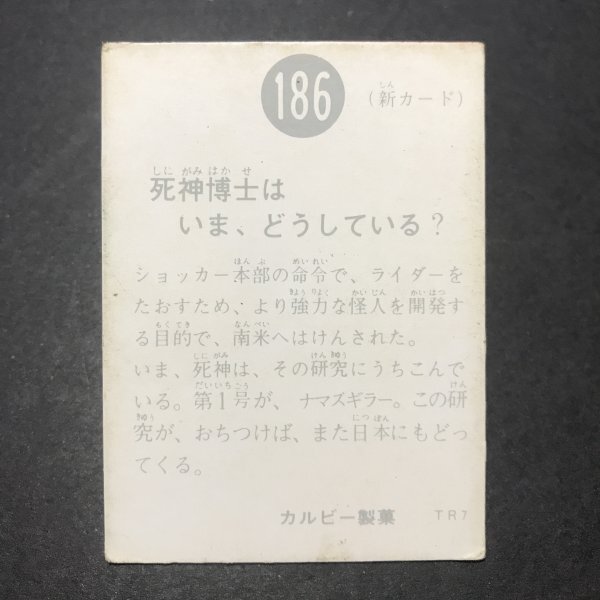 186
(新カード)
死神博士は
いま、どうしている?
ショッカー本部の命令で、ライダーを
たおすため、より強力な怪人を開発す
る目的で、南米へはけんされた。
いま、死神は、その研究にうちこんで
いる。第1号が、ナマズギラー。この研
究が、おちつけば、また日本にもどっ
てくる。
カルビー製菓 TR7